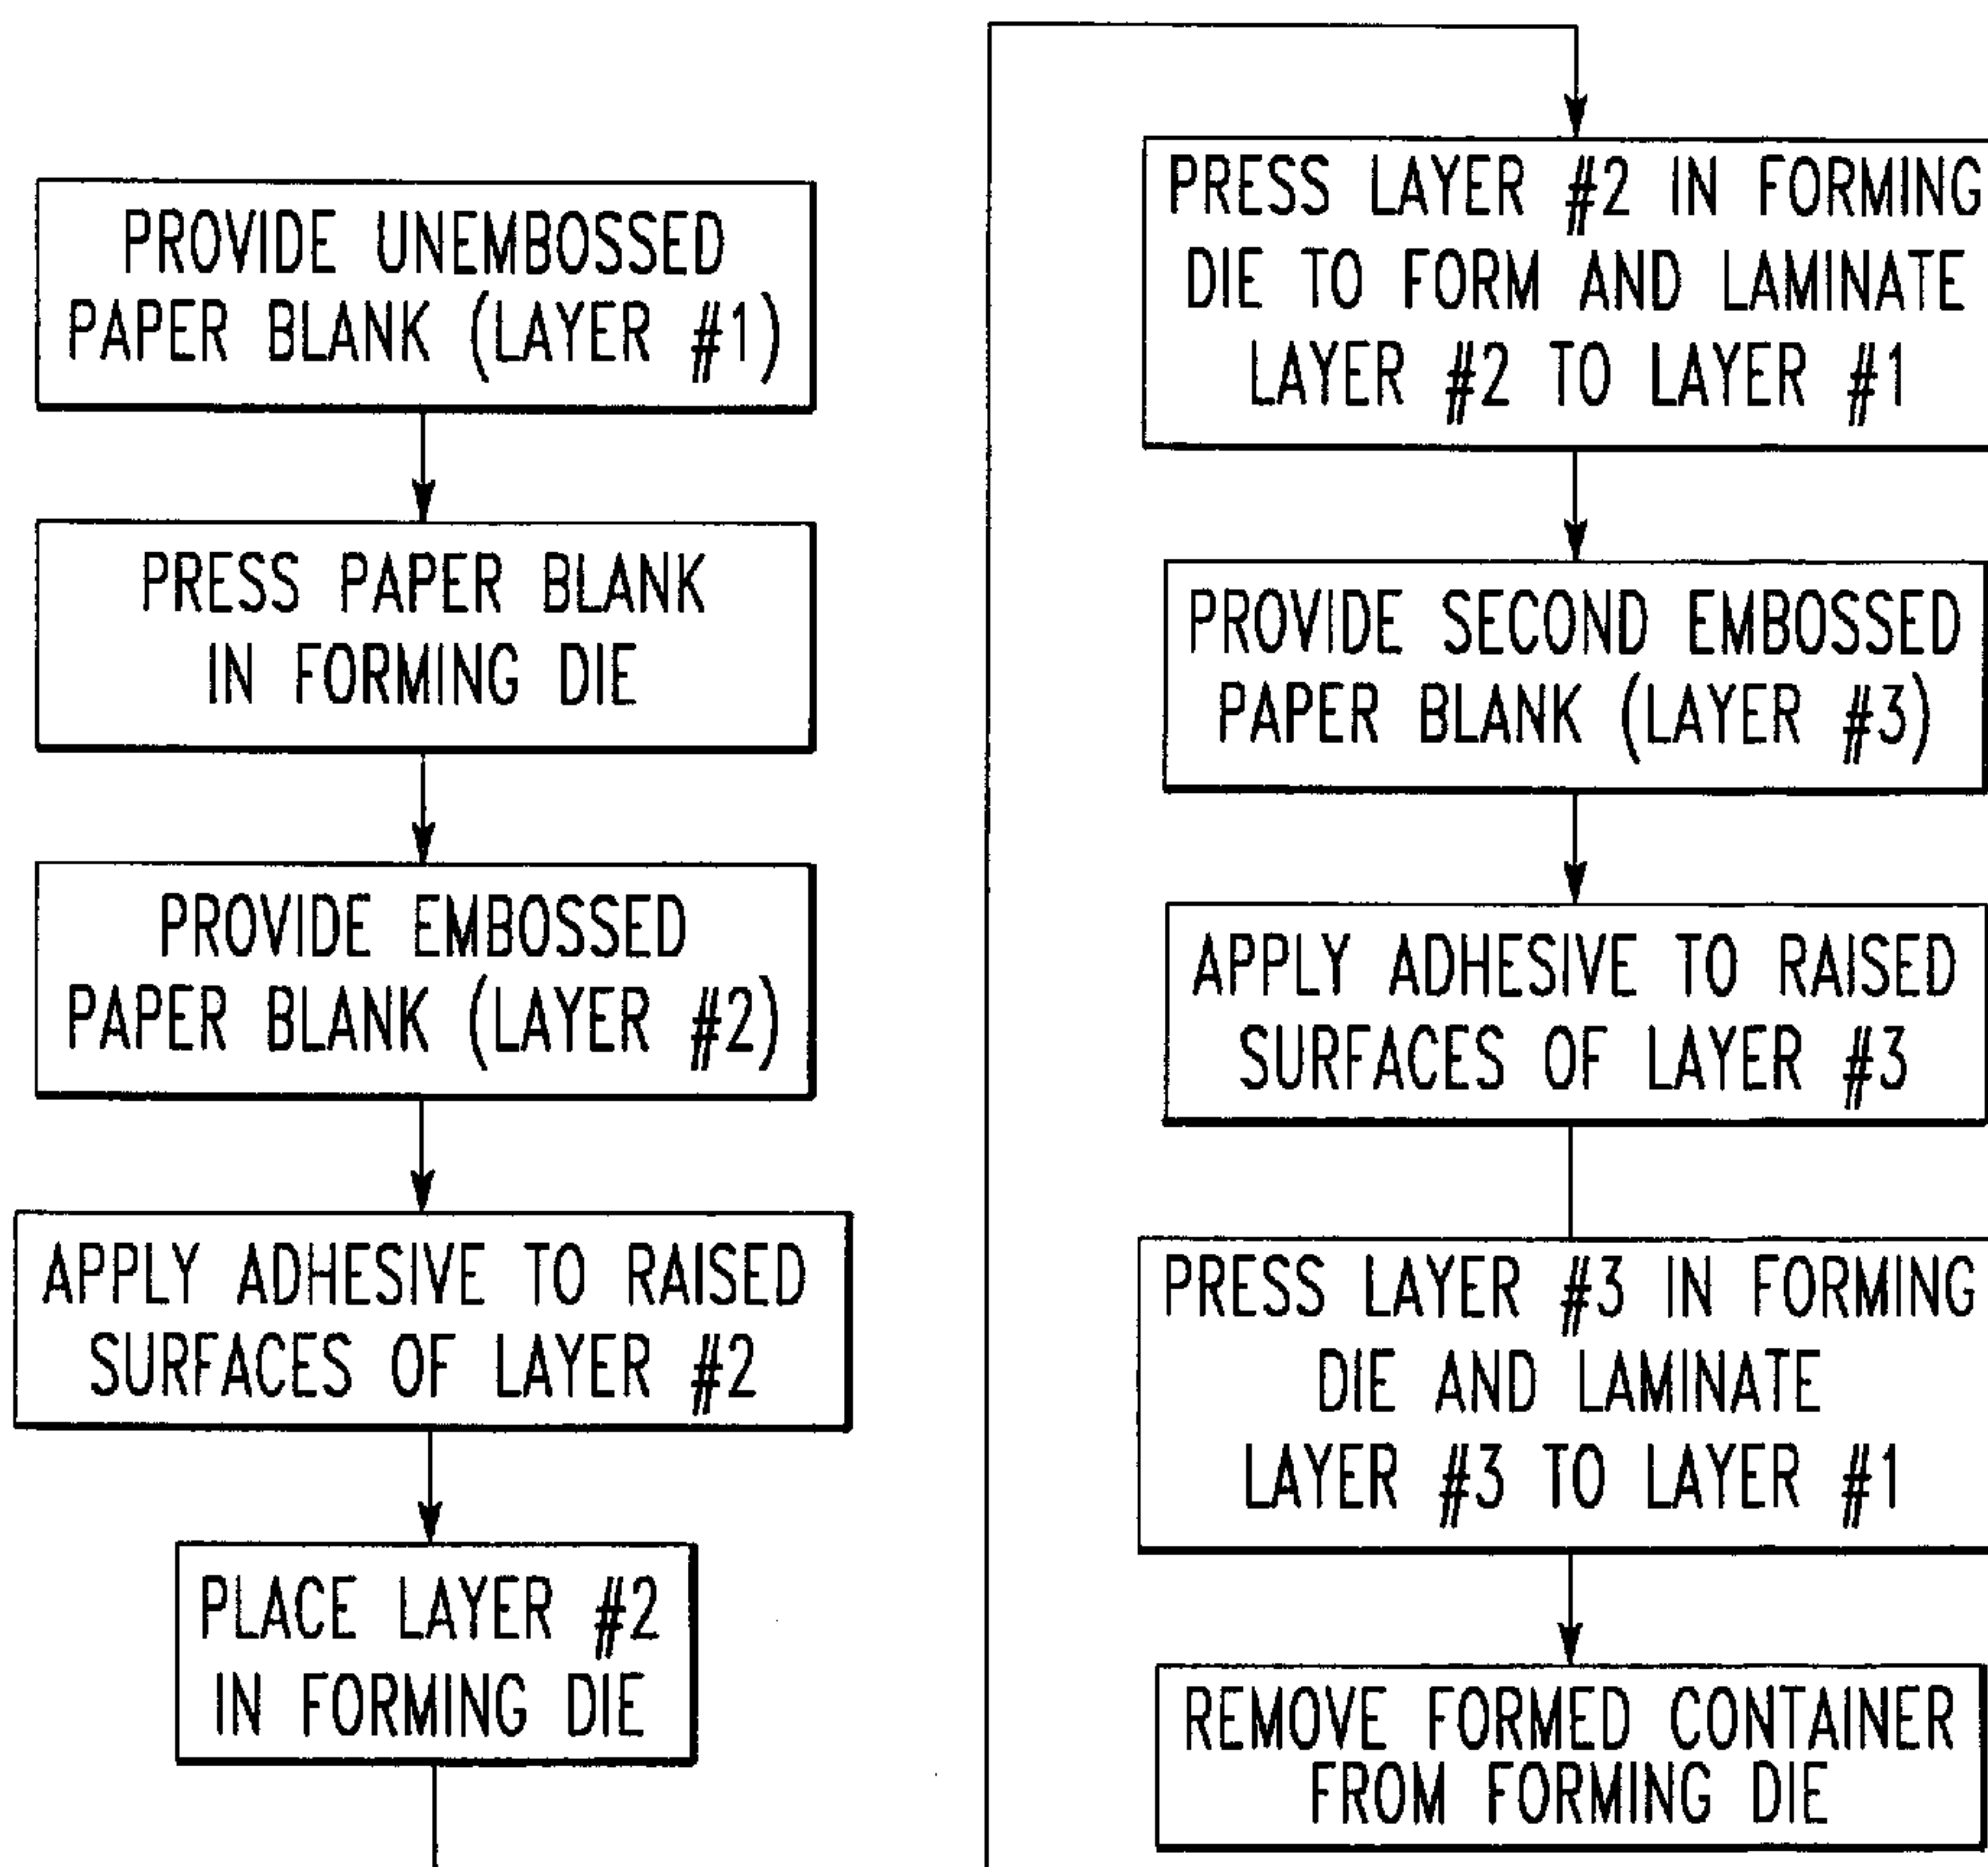 PROVIDE UNEMBOSSED
PAPER BLANK (LAYER #1)
PRESS PAPER BLANK
IN FORMING DIE
PROVIDE EMBOSSED
PAPER BLANK (LAYER #2)
APPLY ADHESIVE TO RAISED
SURFACES OF LAYER #2
PLACE LAYER #2
IN FORMING DIE
PRESS LAYER #2 IN FORMING
DIE TO FORM AND LAMINATE
LAYER #2 TO LAYER #1
PROVIDE SECOND EMBOSSED
PAPER BLANK (LAYER #3)
APPLY ADHESIVE TO RAISED
SURFACES OF LAYER #3
PRESS LAYER #3 IN FORMING
DIE AND LAMINATE
LAYER #3 TO LAYER #1
REMOVE FORMED CONTAINER
FROM FORMING DIE